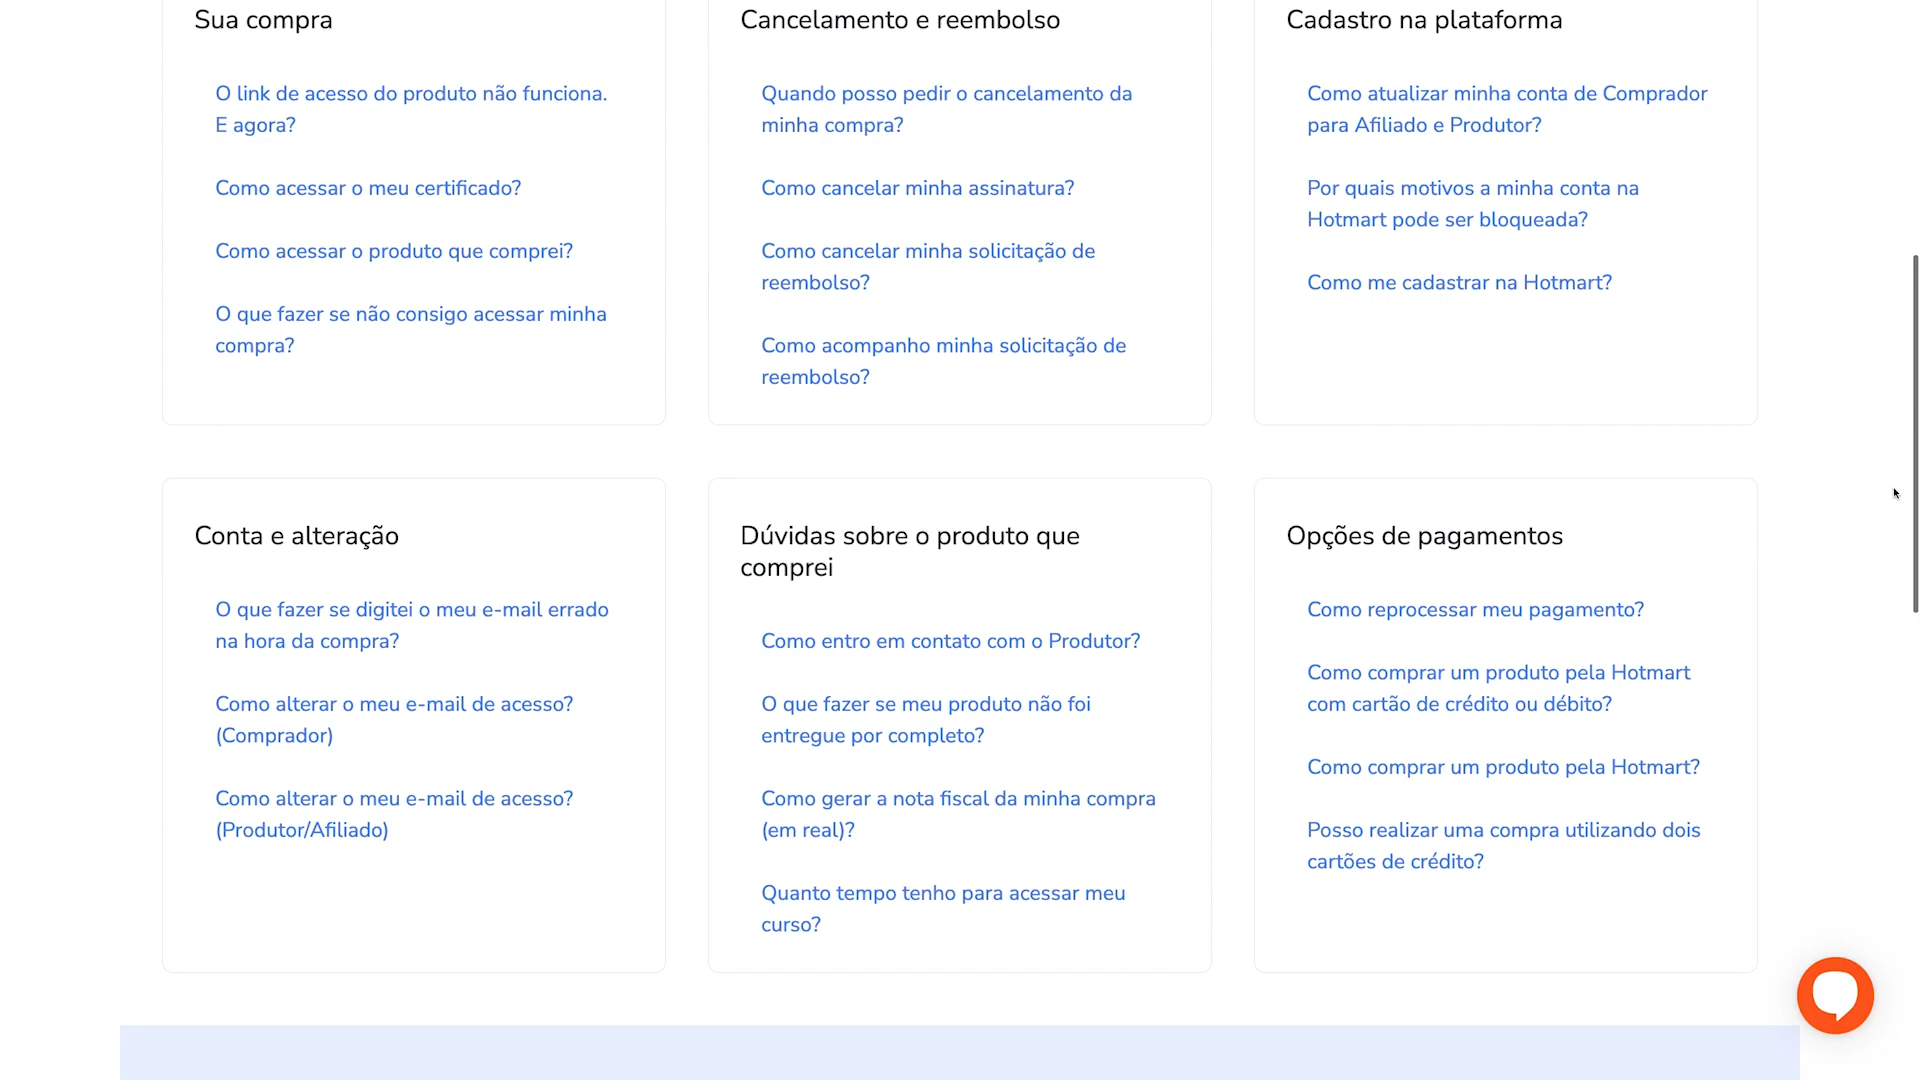 Sua compra
O link de acesso do produto não funciona.
E agora?
Como acessar o meu certificado?
Como acessar o produto que comprei?
O que fazer se não consigo acessar minha
compra?
Cancelamento e reembolso
Quando posso pedir o cancelamento da
minha compra?
Como cancelar minha assinatura?
Como cancelar minha solicitação de
reembolso?
Como acompanho minha solicitação de
reembolso?
Cadastro na plataforma
Como atualizar minha conta de Comprador
para Afiliado e Produtor?
Por quais motivos a minha conta na
Hotmart pode ser bloqueada?
Como me cadastrar na Hotmart?
Conta e alteração
O que fazer se digitei o meu e-mail errado
na hora da compra?
Como alterar o meu e-mail de acesso?
(Comprador)
Como alterar o meu e-mail de acesso?
(Produtor/Afiliado)
Dúvidas sobre o produto que
comprei
Como entro em contato com o Produtor?
O que fazer se meu produto não foi
entregue por completo?
Como gerar a nota fiscal da minha compra
(em real)?
Quanto tempo tenho para acessar meu
curso?
Opções de pagamentos
Como reprocessar meu pagamento?
Como comprar um produto pela Hotmart
com cartão de crédito ou débito?
Como comprar um produto pela Hotmart?
Posso realizar uma compra utilizando dois
cartões de crédito?